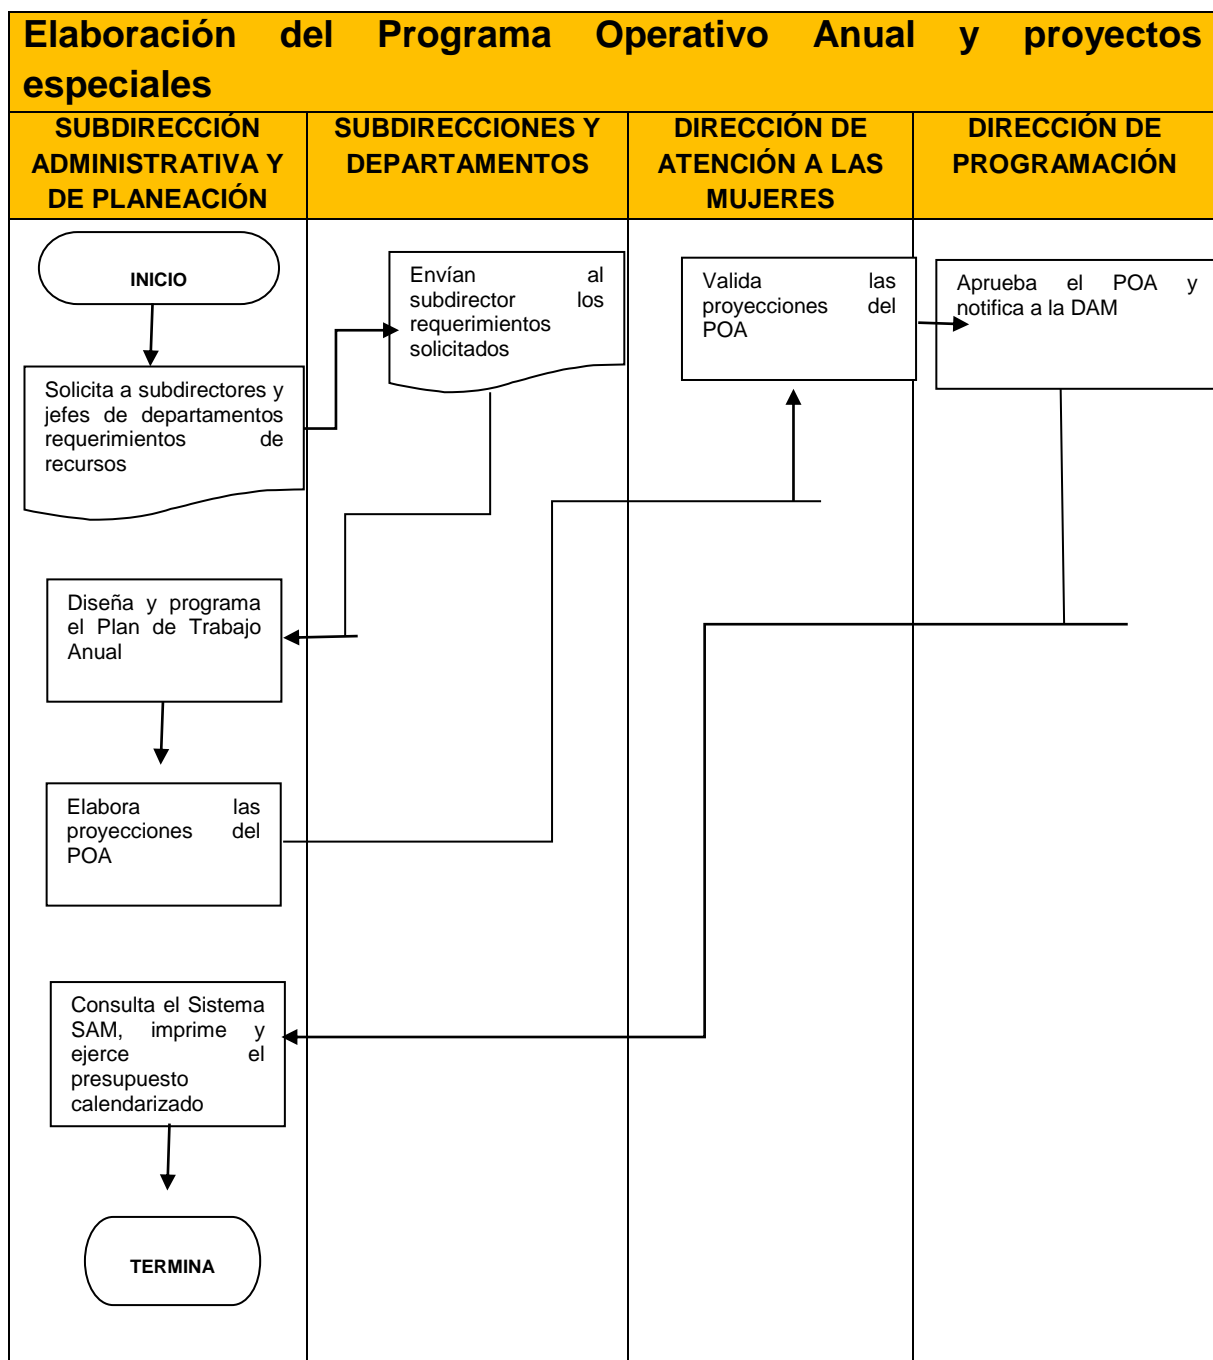 Elaboración del Programa Operativo Anual y proyectos
especiales
SUBDIRECCIÓN
ADMINISTRATIVA Y
DE PLANEACIÓN
SUBDIRECCIONES Y
DEPARTAMENTOS
DIRECCIÓN DE
ATENCIÓN A LAS
MUJERES
DIRECCIÓN DE
PROGRAMACIÓN
INICIO
Solicita a subdirectores y
jefes de departamentos
requerimientos de
recursos
Envían al
subdirector los
requerimientos
solicitados
Diseña y programa
el Plan de Trabajo
Anual
Elabora las
proyecciones del
POA
Valida las
proyecciones del
POA
Aprueba el POA y
notifica a la DAM
Consulta el Sistema
SAM, imprime y
ejerce el
presupuesto
calendarizado
TERMINA